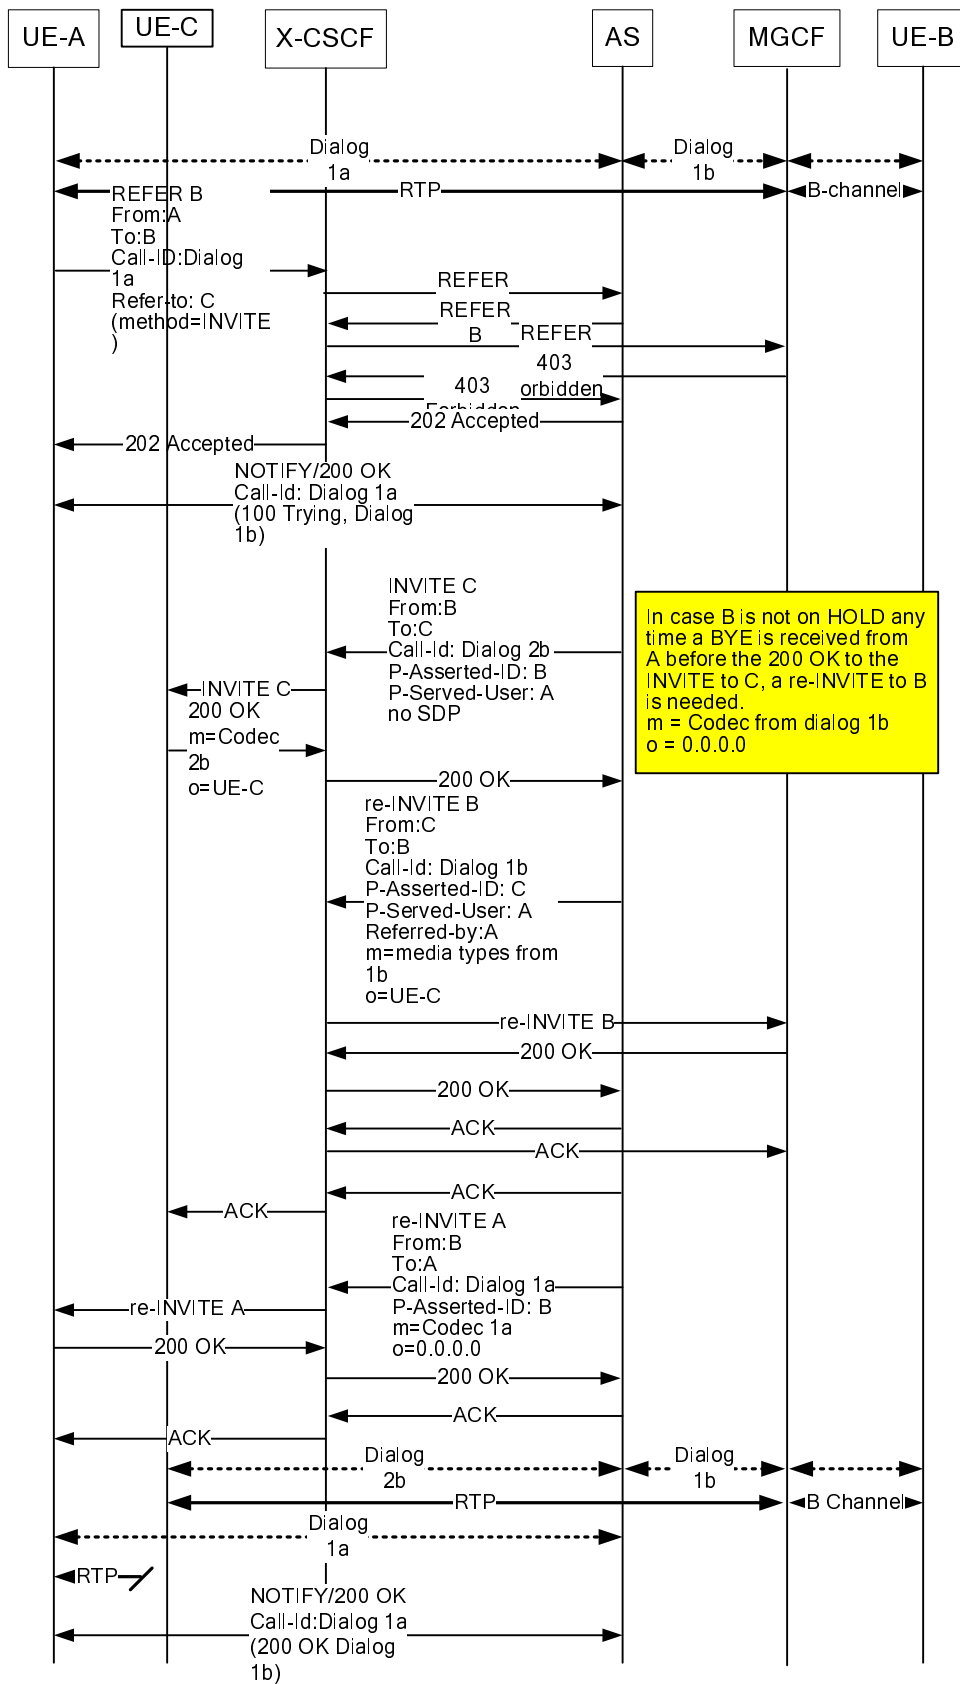 UE-A
UE-C
X-CSCF
AS
MGCF
UE-B
Dialog
1a
Dialog
1b
RTP
B-channel
REFER B
From:A
To:B
Call-ID:Dialog
1a
Refer-to: C
(method=INVITE
)
REFER
REFER
B
REFER
403
orbidden
403
Forbidden
202 Accepted
202 Accepted
NOTIFY/200 OK
Call-Id: Dialog 1a
(100 Trying, Dialog
1b)
INVITE C
From:B
To:C
Call-Id: Dialog 2b
P-Asserted-ID: B
P-Served-User: A
no SDP
In case B is not on HOLD any
time a BYE is received from
A before the 200 OK to the
INVITE to C, a re-INVITE to B
is needed.
m = Codec from dialog 1b
o = 0.0.0.0
INVITE C
200 OK
m=Codec
2b
o=UE-C
200 OK
re-INVITE B
From:C
To:B
Call-Id: Dialog 1b
P-Asserted-ID: C
P-Served-User: A
Referred-by:A
m=media types from
1b
o=UE-C
re-INVITE B
200 OK
200 OK
ACK
ACK
ACK
ACK
re-INVITE A
From:B
To:A
Call-Id: Dialog 1a
P-Asserted-ID: B
m=Codec 1a
o=0.0.0.0
re-INVITE A
200 OK
200 OK
ACK
ACK
Dialog
2b
Dialog
1b
RTP
B Channel
Dialog
1a
RTP
NOTIFY/200 OK
Call-Id:Dialog 1a
(200 OK Dialog
1b)